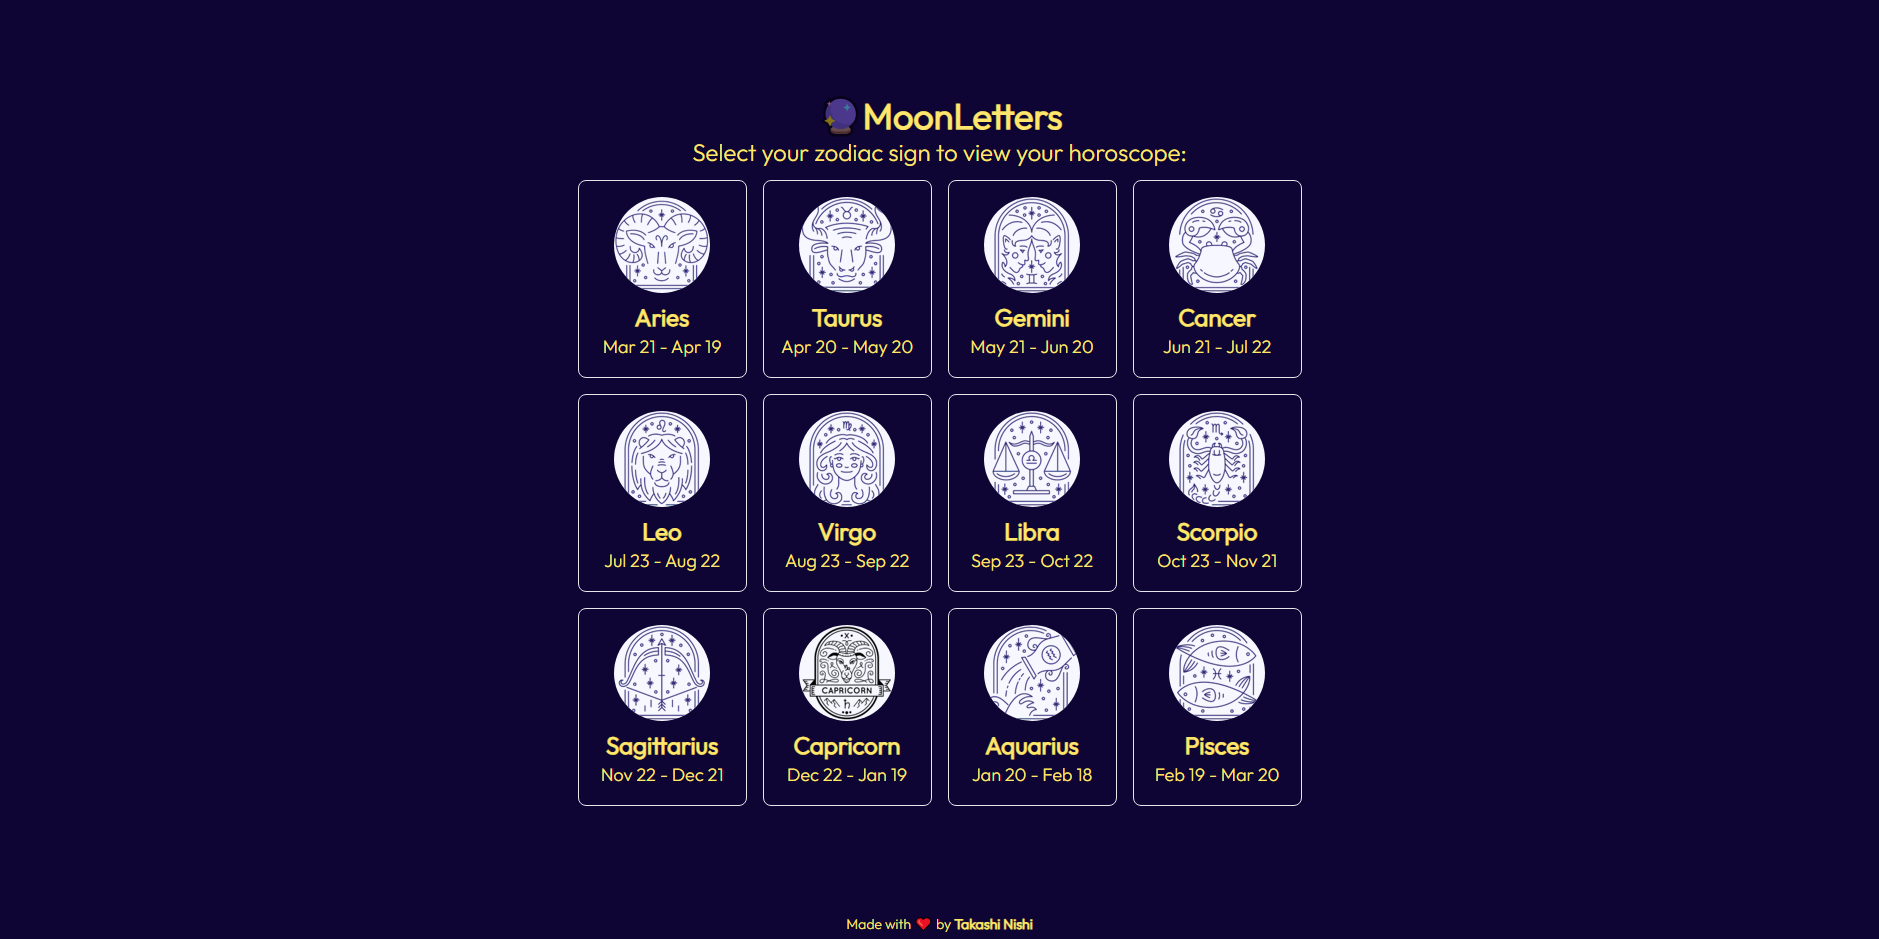 MoonLetters
Select your zodiac sign to view your horoscope:
Aries
Mar 21 - Apr 19
Taurus
Apr 20 - May 20
Gemini
May 21 - Jun 20
Cancer
Jun 21 - Jul 22
Leo
Jul 23 - Aug 22
Virgo
Aug 23 - Sep 22
Libra
Sep 23 - Oct 22
Scorpio
Oct 23 - Nov 21
Sagittarius
Nov 22 - Dec 21
X
CAPRICORN
Capricorn
Dec 22 - Jan 19
Aquarius
Jan 20 - Feb 18
Pisces
Feb 19 - Mar 20
Made with ❤️ by Takashi Nishi